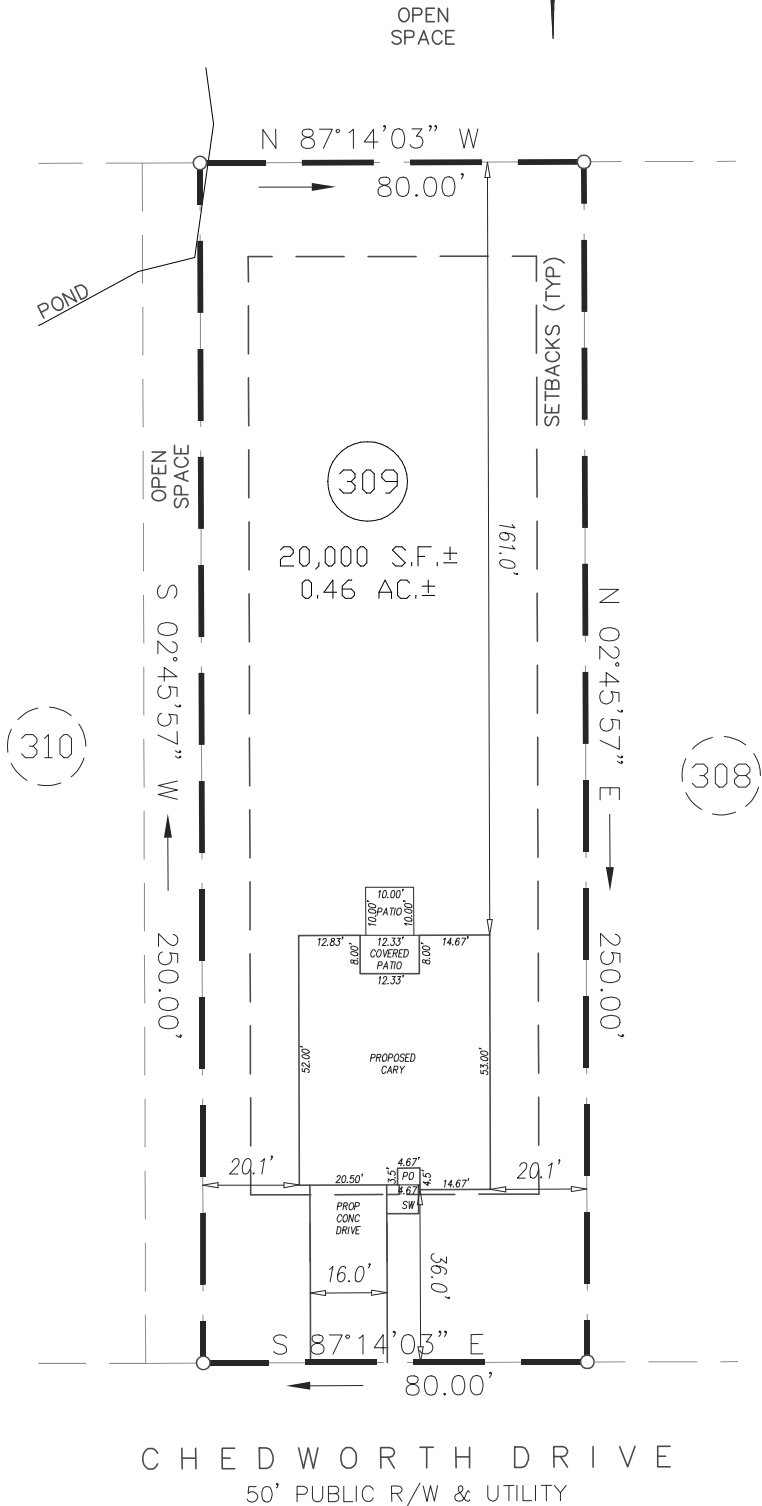 OPEN
SPACE
N 87°14'03" W
80.00'
POND
SETBACKS (TYP)
OPEN
SPACE
309
20,000 S.F.±
0.46 AC.±
161.0'
S 02°45'57" W
250.00'
N 02°45'57" E
250.00'
310
308
10.00'
10.00'
PATIO
10.00'
12.83'
12.33'
14.67'
8.00'
COVERED
PATIO
8.00'
12.33'
52.00'
PROPOSED
CARY
53.00'
20.1'
20.50'
3.5'
4.67'
PO
4.5'
4.67'
SW
14.67'
20.1'
PROP
CONC
DRIVE
16.0'
36.0'
S 87°14'03" E
80.00'
CHEDWORTH DRIVE
50' PUBLIC R/W & UTILITY